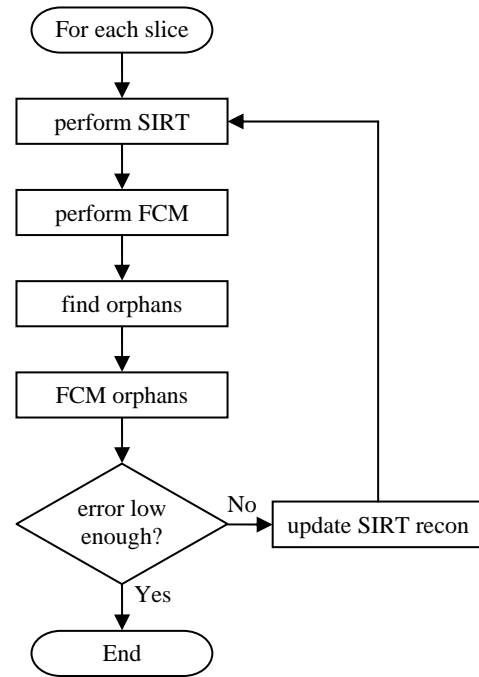 For each slice
perform SIRT
perform FCM
find orphans
FCM orphans
error low
enough?
No
update SIRT recon
Yes
End